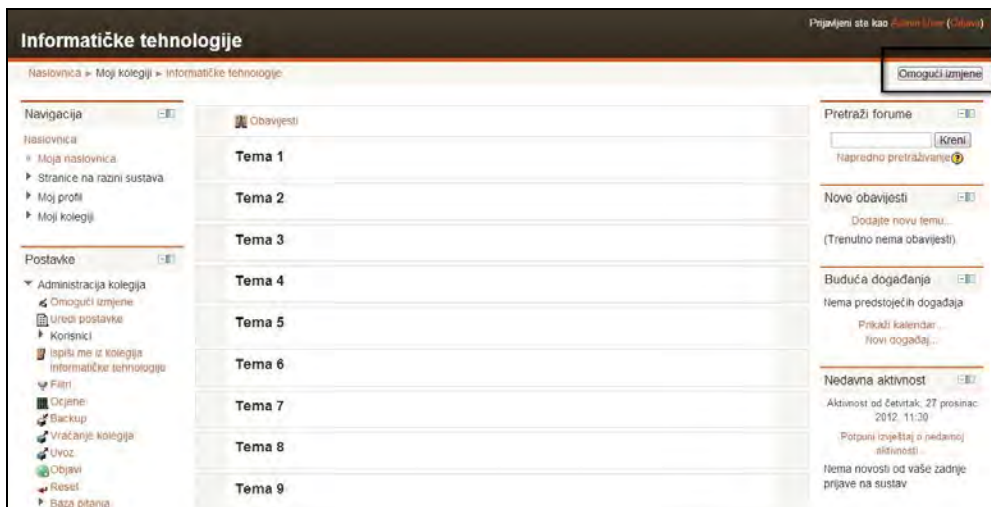 Prijavljeni ste kao Admin User (Odjava)
Informatičke tehnologije
Naslovnica ► Moji kolegiji ► Informatičke tehnologije
Omogući izmjene
Navigacija
Naslovnica
Moja naslovnica
Stranice na razini sustava
Moj profil
Moji kolegiji
Postavke
Administracija kolegija
Omogući izmjene
Uredi postavke
Korisnici
Ispiši me iz kolegija
Informatičke tehnologije
Filtri
Ocjene
Backup
Vraćanje kolegija
Uvoz
Objavi
Reset
Baza pitanja
Obavijesti
Tema 1
Tema 2
Tema 3
Tema 4
Tema 5
Tema 6
Tema 7
Tema 8
Tema 9
Pretraži forume
Kreni
Napredno pretraživanje
Nove obavijesti
Dodajte novu temu...
(Trenutno nema obavijesti)
Buduća događanja
Nema predstojećih događaja
Prikaži kalendar...
Novi događaj...
Nedavna aktivnost
Aktivnost od četvrtak, 27 prosinac
2012, 11:30
Potpuni izvještaj o nedavnoj
aktivnosti...
Nema novosti od vaše zadnje
prijave na sustav